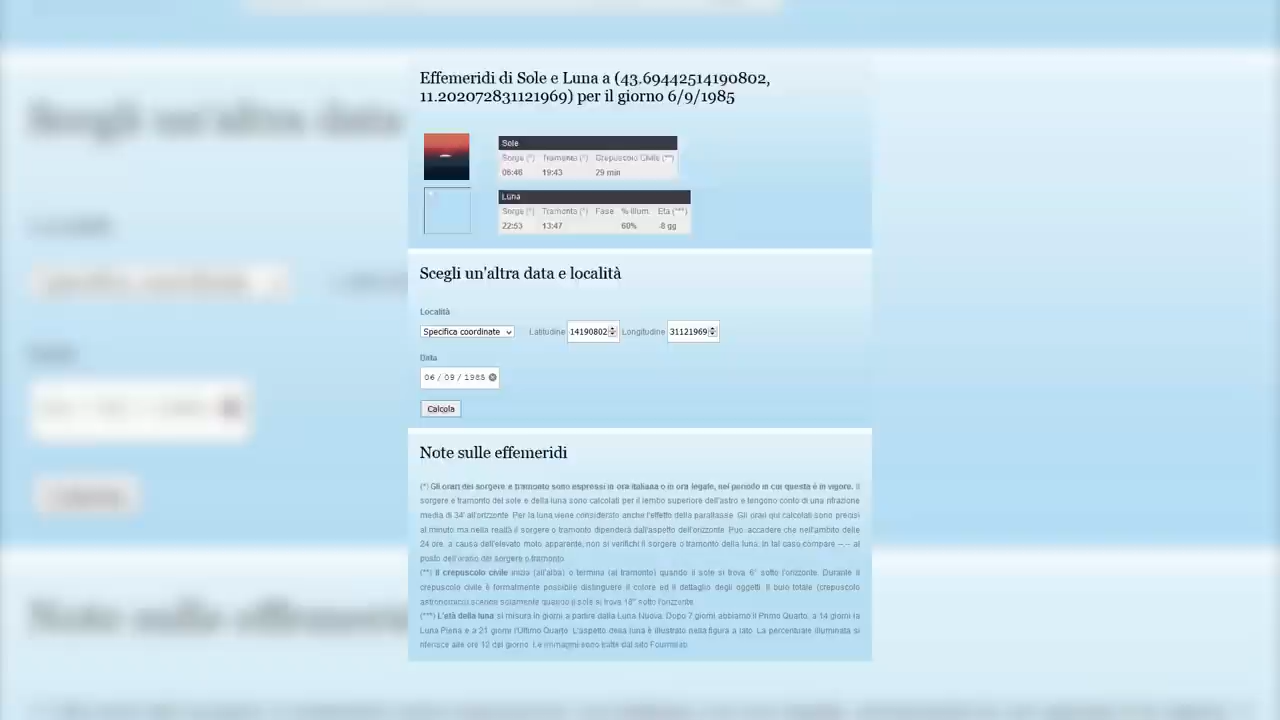 Effemeridi di Sole e Luna a (43.69442514190802,
11.202072831121969) per il giorno 6/9/1985
Sole
Sorge (*) Tramonta (*) Crepuscolo Civile (**)
06:46 19:43 29 min
Luna
Sorge (*) Tramonta (*) Fase % illum. Età (***)
22:53 13:47 60% -8 gg
Scegli un'altra data e località
Località
Specifica coordinate Latitudine 14190802 Longitudine 31121969
Data
06 / 09 / 1985
Calcola
Note sulle effemeridi
(*) Gli orari dei sorgere e tramonto sono espressi in ora italiana o in ora legale, nel periodo in cui questa è in vigore. Il
sorgere e tramonto del sole e della luna sono calcolati per il lembo superiore dell'astro e tengono conto di una rifrazione
media di 34' all'orizzonte. Per la luna viene considerato anche l'effetto della parallasse. Gli orari qui calcolati sono precisi
al minuto ma nella realtà il sorgere o tramonto dipenderà dall'aspetto dell'orizzonte. Può accadere che nell'ambito delle
24 ore, a causa dell'elevato moto apparente, non si verifichi il sorgere o tramonto della luna: in tal caso compare --:-- al
posto dell'orario del sorgere o tramonto.
(**) Il crepuscolo civile inizia (all'alba) o termina (al tramonto) quando il sole si trova 6° sotto l'orizzonte. Durante il
crepuscolo civile è formalmente possibile distinguere il colore ed il dettaglio degli oggetti. Il buio totale (crepuscolo
astronomico) avviene solamente quando il sole si trova 18° sotto l'orizzonte.
(***) L'età della luna si misura in giorni a partire dalla Luna Nuova. Dopo 7 giorni abbiamo il Primo Quarto, a 14 giorni la
Luna Piena e a 21 giorni l'Ultimo Quarto. L'aspetto della luna è illustrato nella figura a lato. La percentuale illuminata si
riferisce alle ore 12 del giorno. Le immagini sono tratte dal sito Fourmilab.